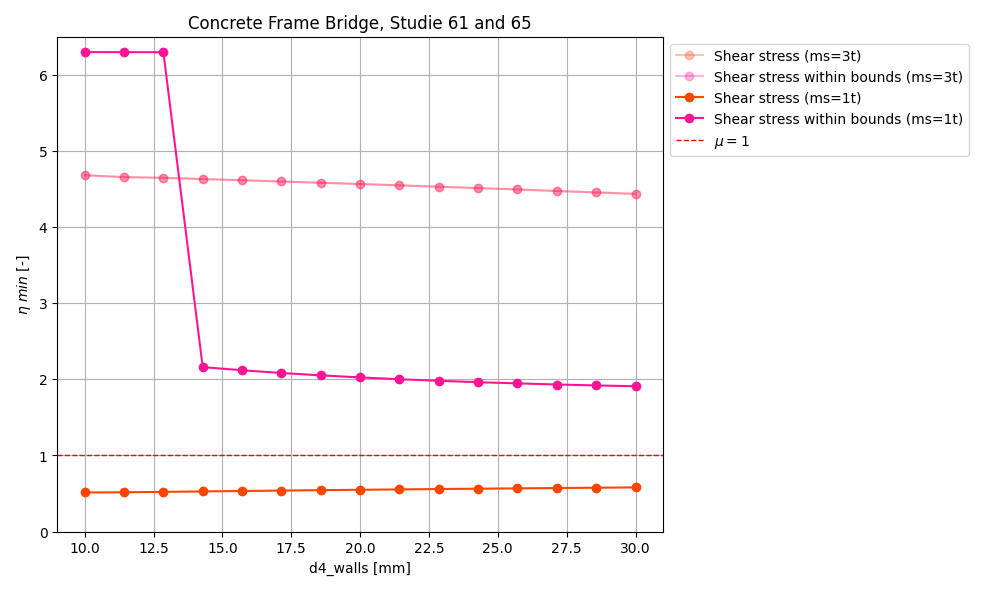 Concrete Frame Bridge, Studie 61 and 65
Shear stress (ms=3t)
Shear stress within bounds (ms=3t)
Shear stress (ms=1t)
Shear stress within bounds (ms=1t)
μ = 1
6
5
4
3
2
1
0
η min [-]
10.0 12.5 15.0 17.5 20.0 22.5 25.0 27.5 30.0
d4_walls [mm]